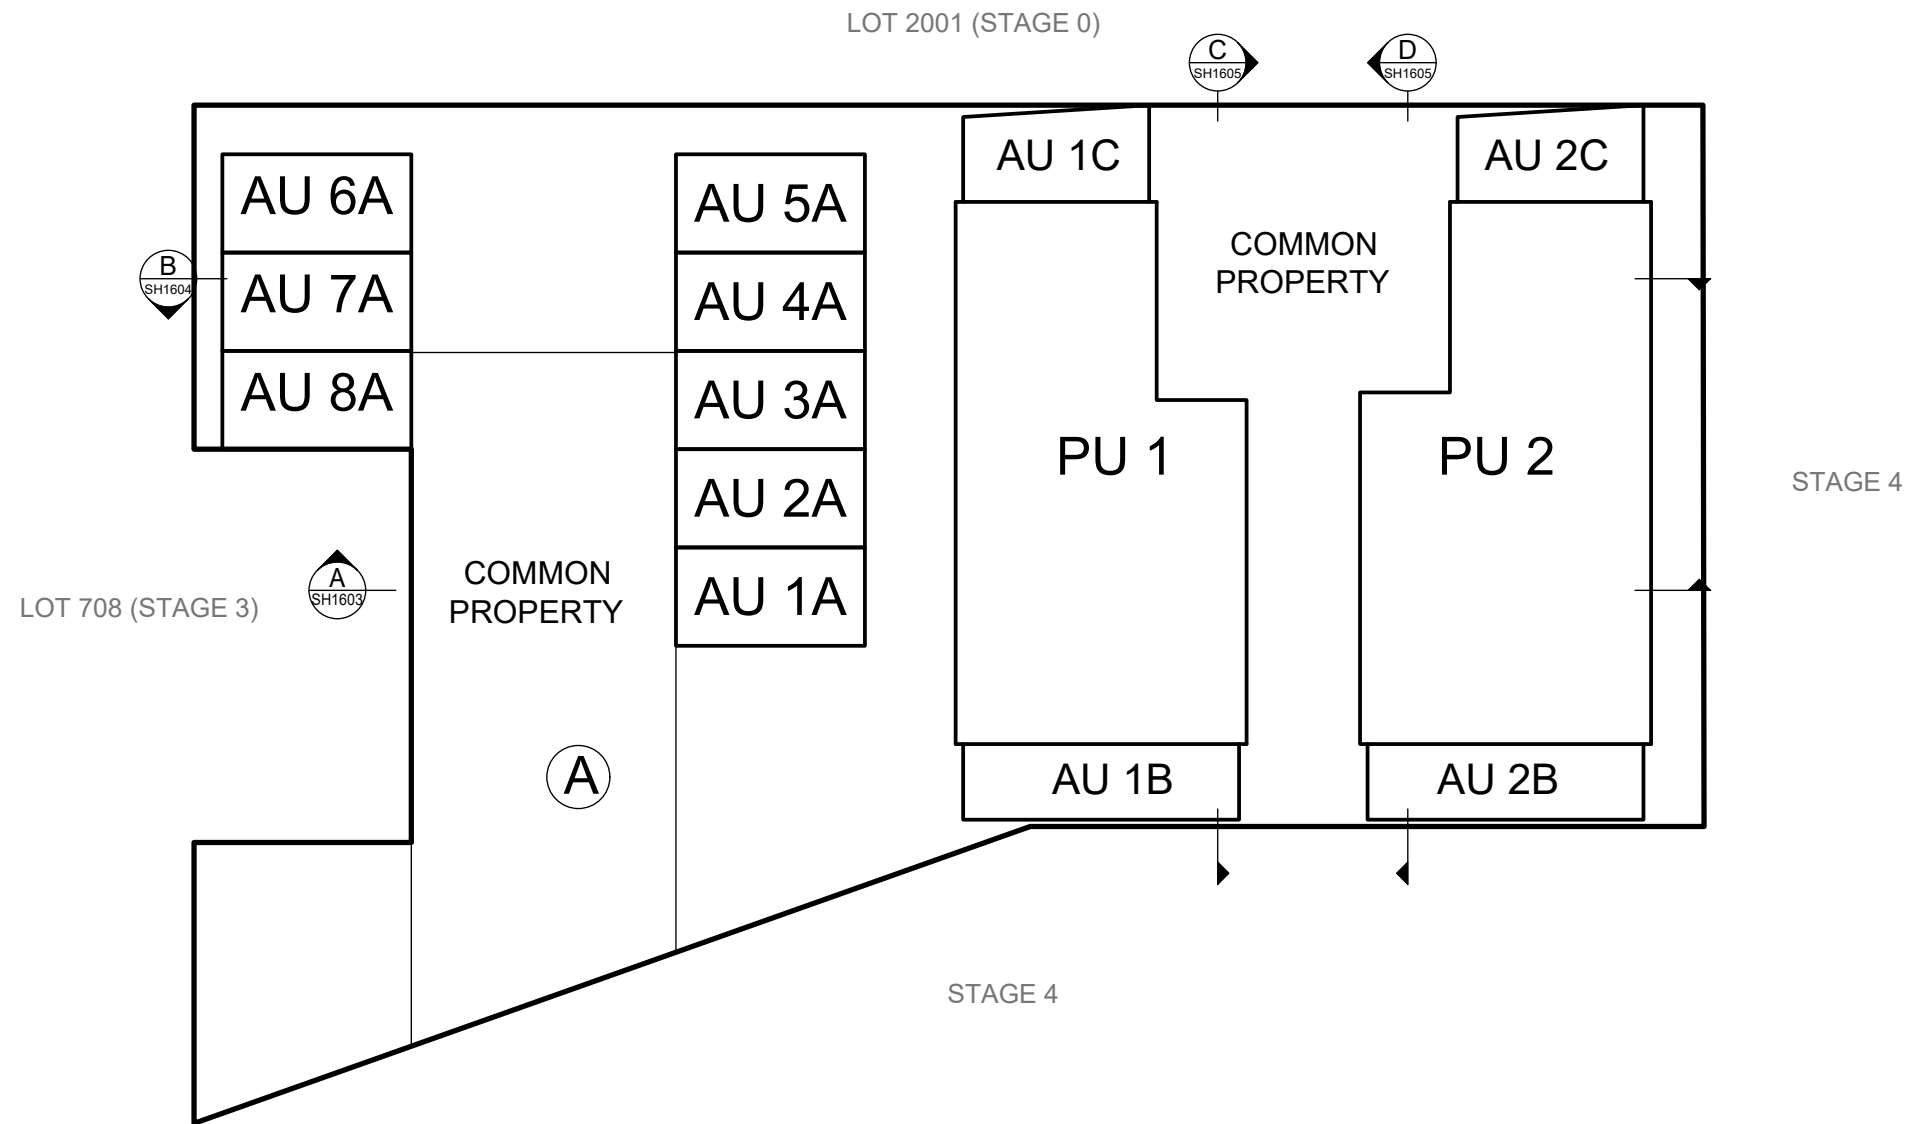 LOT 2001 (STAGE 0)
C
SH1605
D
SH1605
AU 1C
AU 2C
AU 6A
AU 5A
COMMON
PROPERTY
B
SH1604
AU 7A
AU 4A
AU 8A
AU 3A
PU 1
PU 2
STAGE 4
AU 2A
A
SH1603
COMMON
PROPERTY
AU 1A
LOT 708 (STAGE 3)
A
AU 1B
AU 2B
STAGE 4